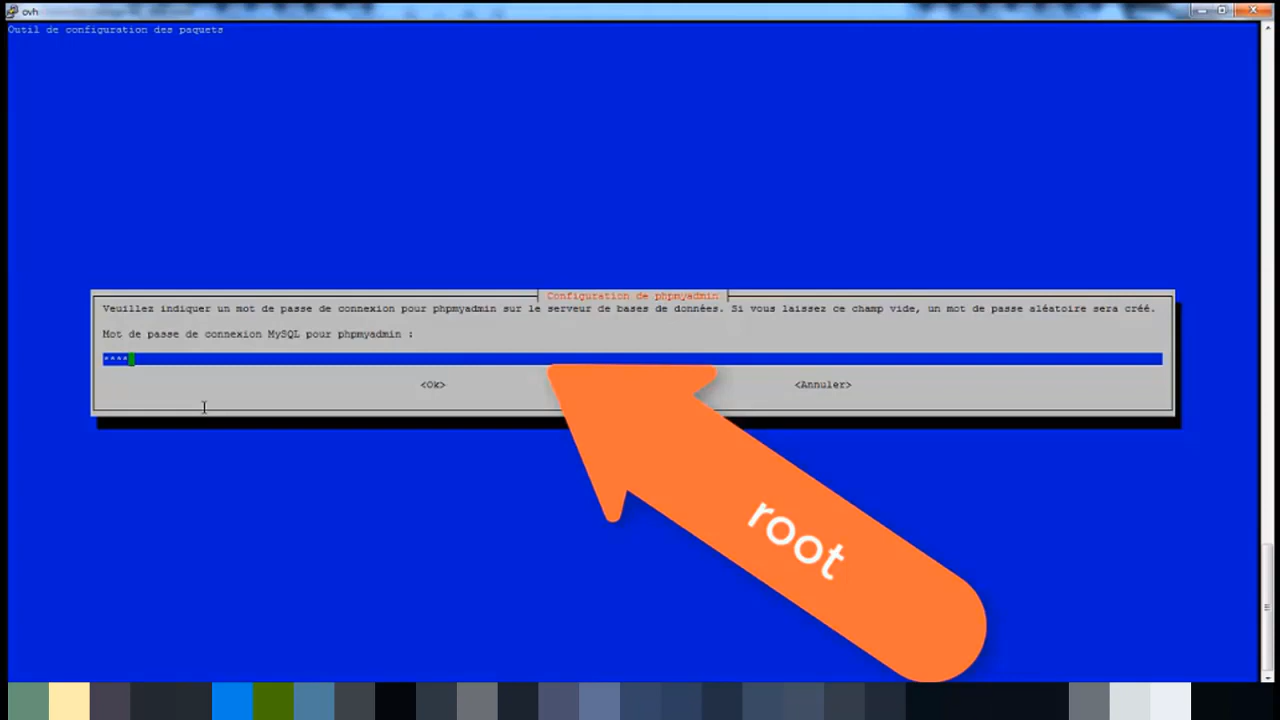 ovh
Outil de configuration des paquets
Configuration de phpmyadmin
Veuillez indiquer un mot de passe de connexion pour phpmyadmin sur le serveur de bases de données. Si vous laissez ce champ vide, un mot de passe aléatoire sera créé.
Mot de passe de connexion MySQL pour phpmyadmin :
****
<Ok> <Annuler>
root